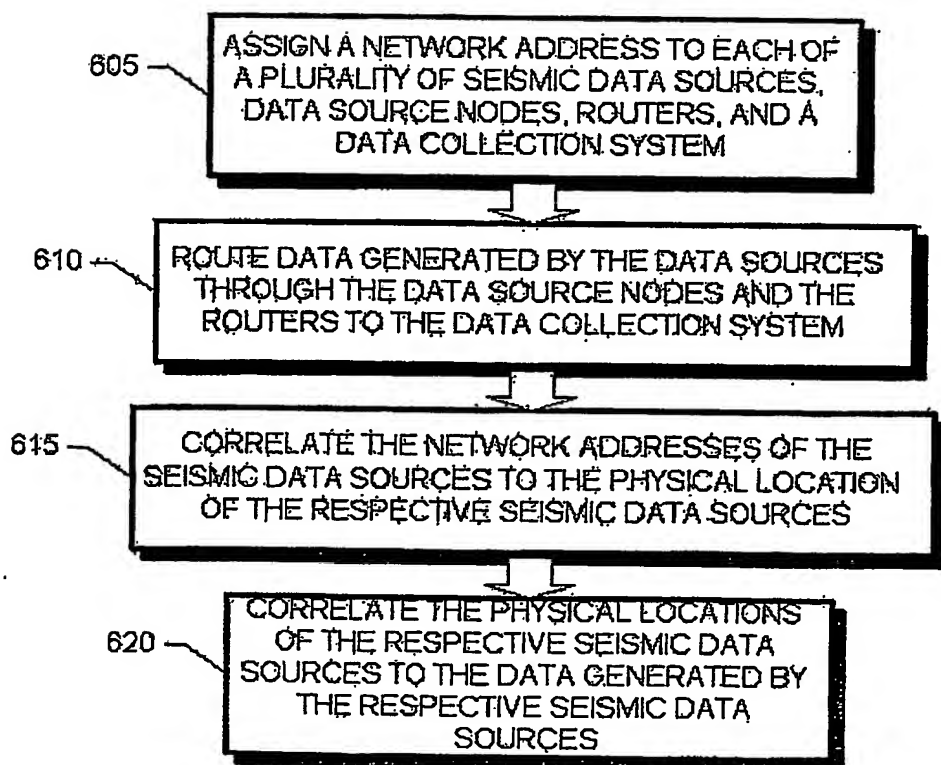 605
ASSIGN A NETWORK ADDRESS TO EACH OF
A PLURALITY OF SEISMIC DATA SOURCES,
DATA SOURCE NODES, ROUTERS, AND A
DATA COLLECTION SYSTEM
610
ROUTE DATA GENERATED BY THE DATA SOURCES
THROUGH THE DATA SOURCE NODES AND THE
ROUTERS TO THE DATA COLLECTION SYSTEM
615
CORRELATE THE NETWORK ADDRESSES OF THE
SEISMIC DATA SOURCES TO THE PHYSICAL LOCATION
OF THE RESPECTIVE SEISMIC DATA SOURCES
620
CORRELATE THE PHYSICAL LOCATIONS
OF THE RESPECTIVE SEISMIC DATA
SOURCES TO THE DATA GENERATED BY
THE RESPECTIVE SEISMIC DATA
SOURCES